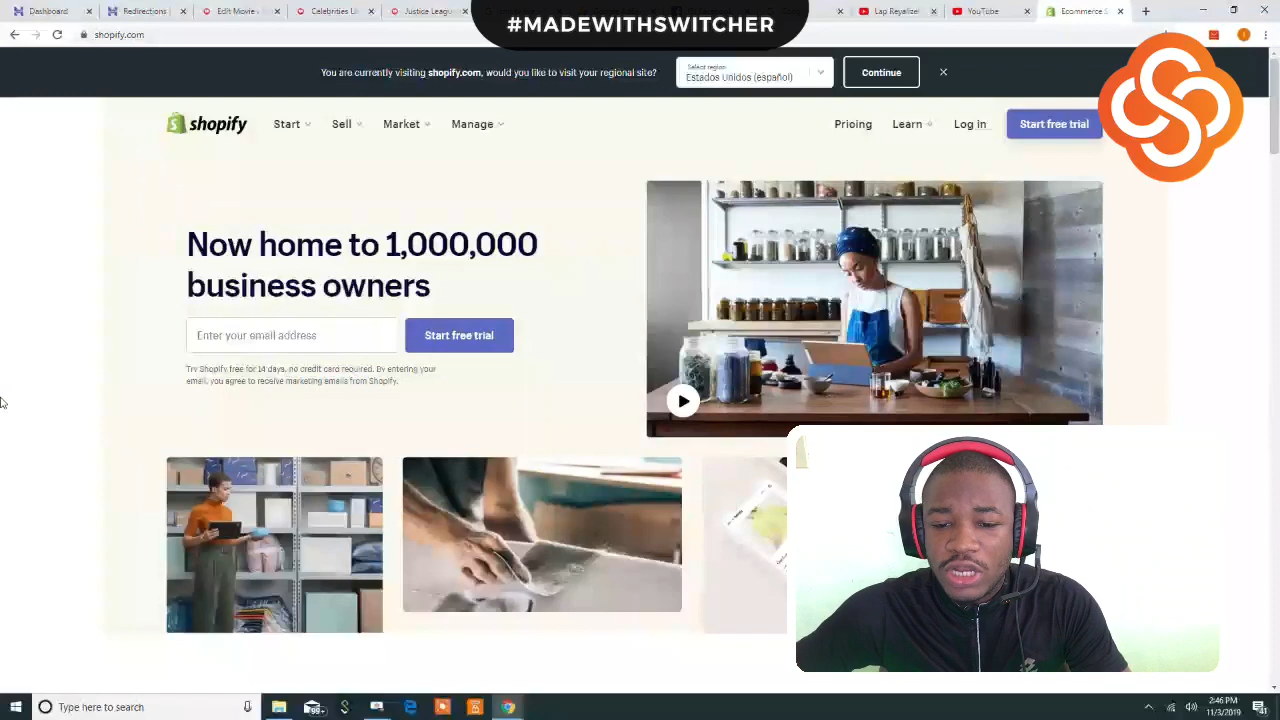 #MADEWITHSWITCHER
Dashboard
Redirections
Edit Movie
Celebrities Li
Justice Leagu
Lap Realizel
YouTube
Ecommerce S
shopify.com
You are currently visiting shopify.com, would you like to visit your regional site?
Select region
Estados Unidos (español)
Continue
shopify
Start
Sell
Market
Manage
Pricing
Learn
Log in
Start free trial
Now home to 1,000,000
business owners
Enter your email address
Start free trial
Try Shopify free for 14 days, no credit card required. By entering
your email, you agree to receive marketing emails from Shopify.
Type here to search
99+
2:46 PM
11/3/2019